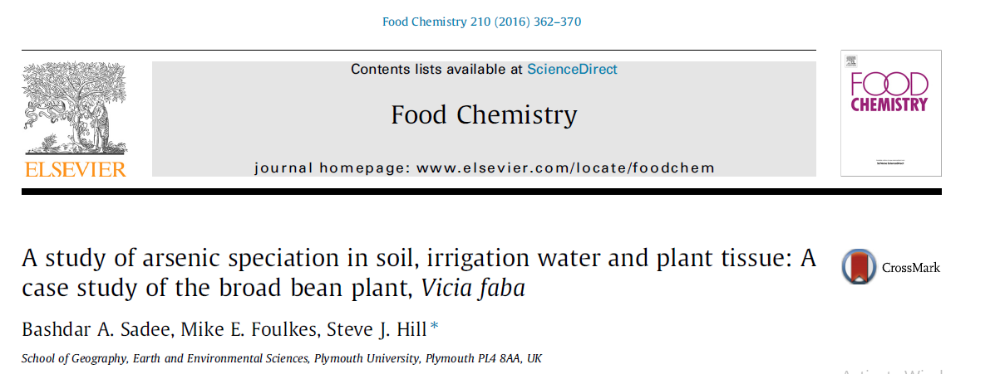 Food Chemistry 210 (2016) 362–370
Contents lists available at ScienceDirect
Food Chemistry
journal homepage: www.elsevier.com/locate/foodchem
ELSEVIER
FOOD
CHEMISTRY
A study of arsenic speciation in soil, irrigation water and plant tissue: A
case study of the broad bean plant, Vicia faba
CrossMark
Bashdar A. Sadee, Mike E. Foulkes, Steve J. Hill *
School of Geography, Earth and Environmental Sciences, Plymouth University, Plymouth PL4 8AA, UK